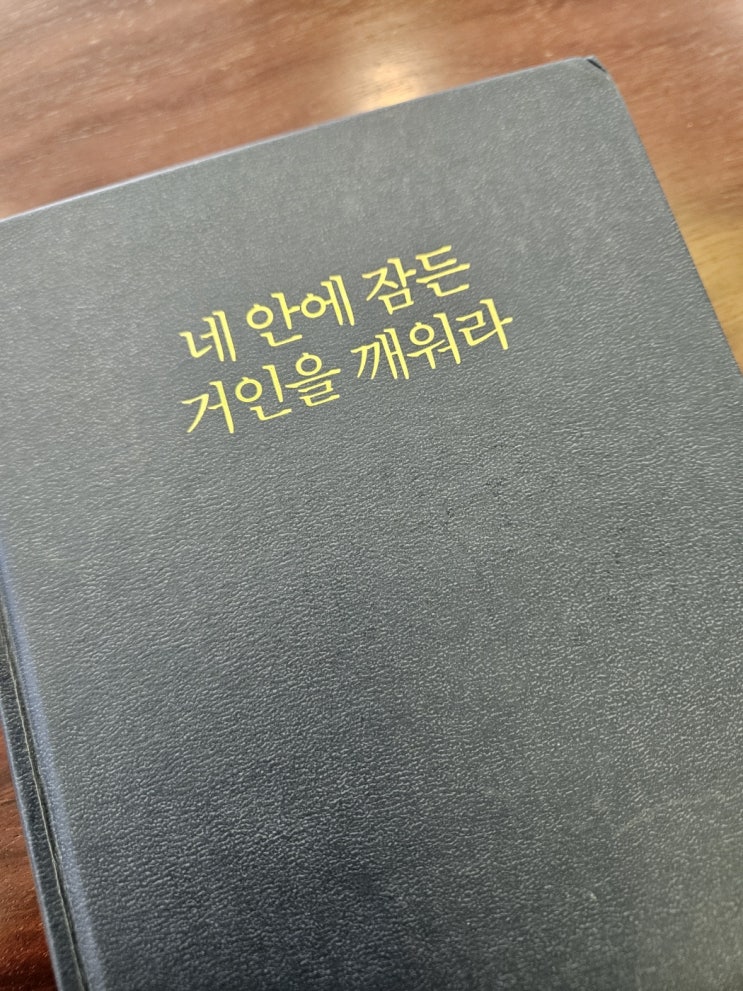 네 안에 잠든
거인을 깨워라